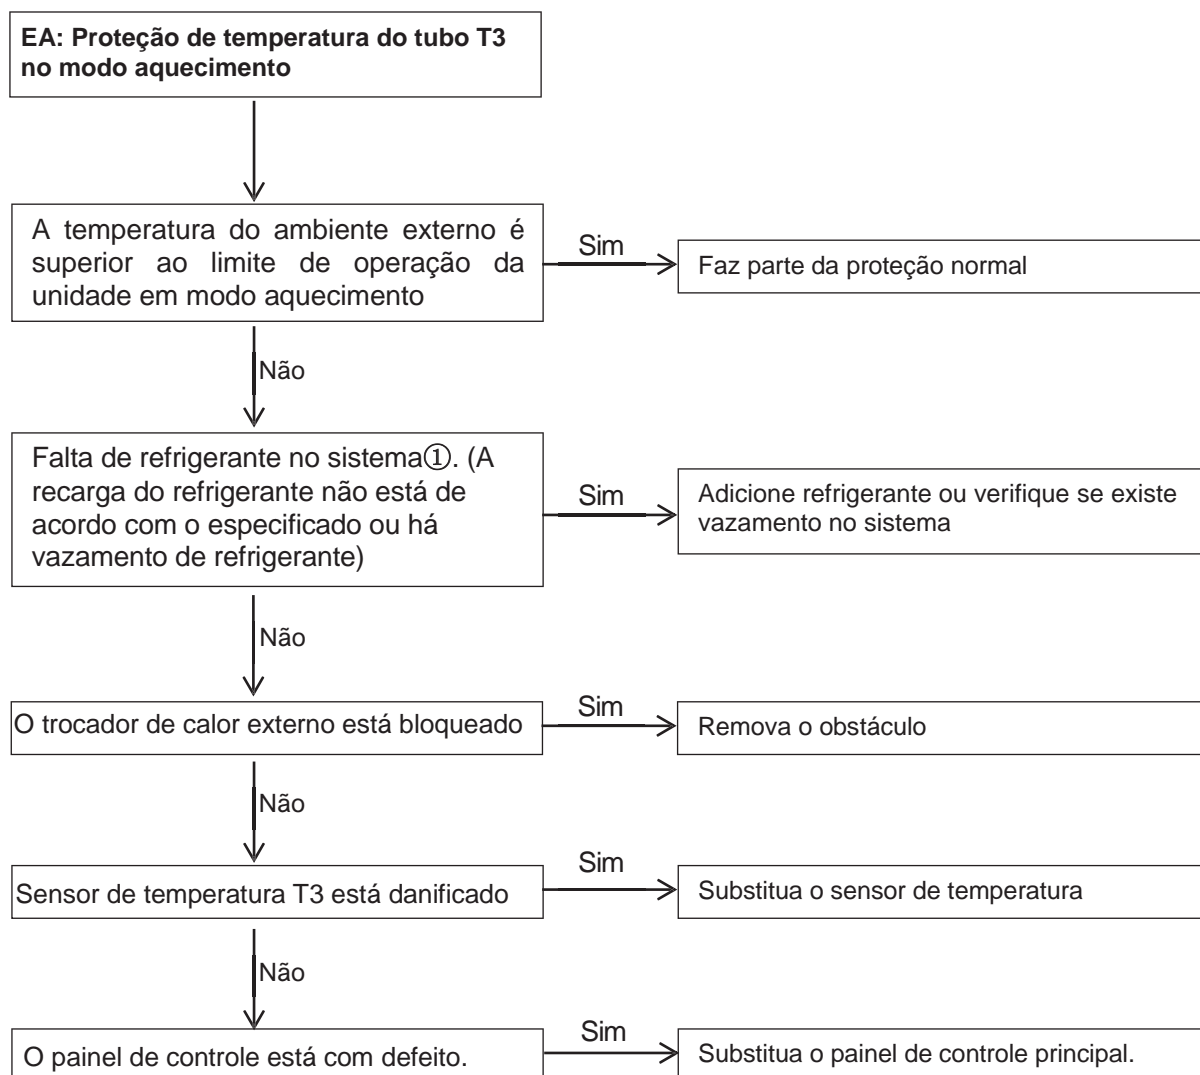 EA: Proteção de temperatura do tubo T3
no modo aquecimento
A temperatura do ambiente externo é
superior ao limite de operação da
unidade em modo aquecimento
Sim
Faz parte da proteção normal
Não
Falta de refrigerante no sistema①. (A
recarga do refrigerante não está de
acordo com o especificado ou há
vazamento de refrigerante)
Sim
Adicione refrigerante ou verifique se existe
vazamento no sistema
Não
O trocador de calor externo está bloqueado
Sim
Remova o obstáculo
Não
Sensor de temperatura T3 está danificado
Sim
Substitua o sensor de temperatura
Não
O painel de controle está com defeito.
Sim
Substitua o painel de controle principal.